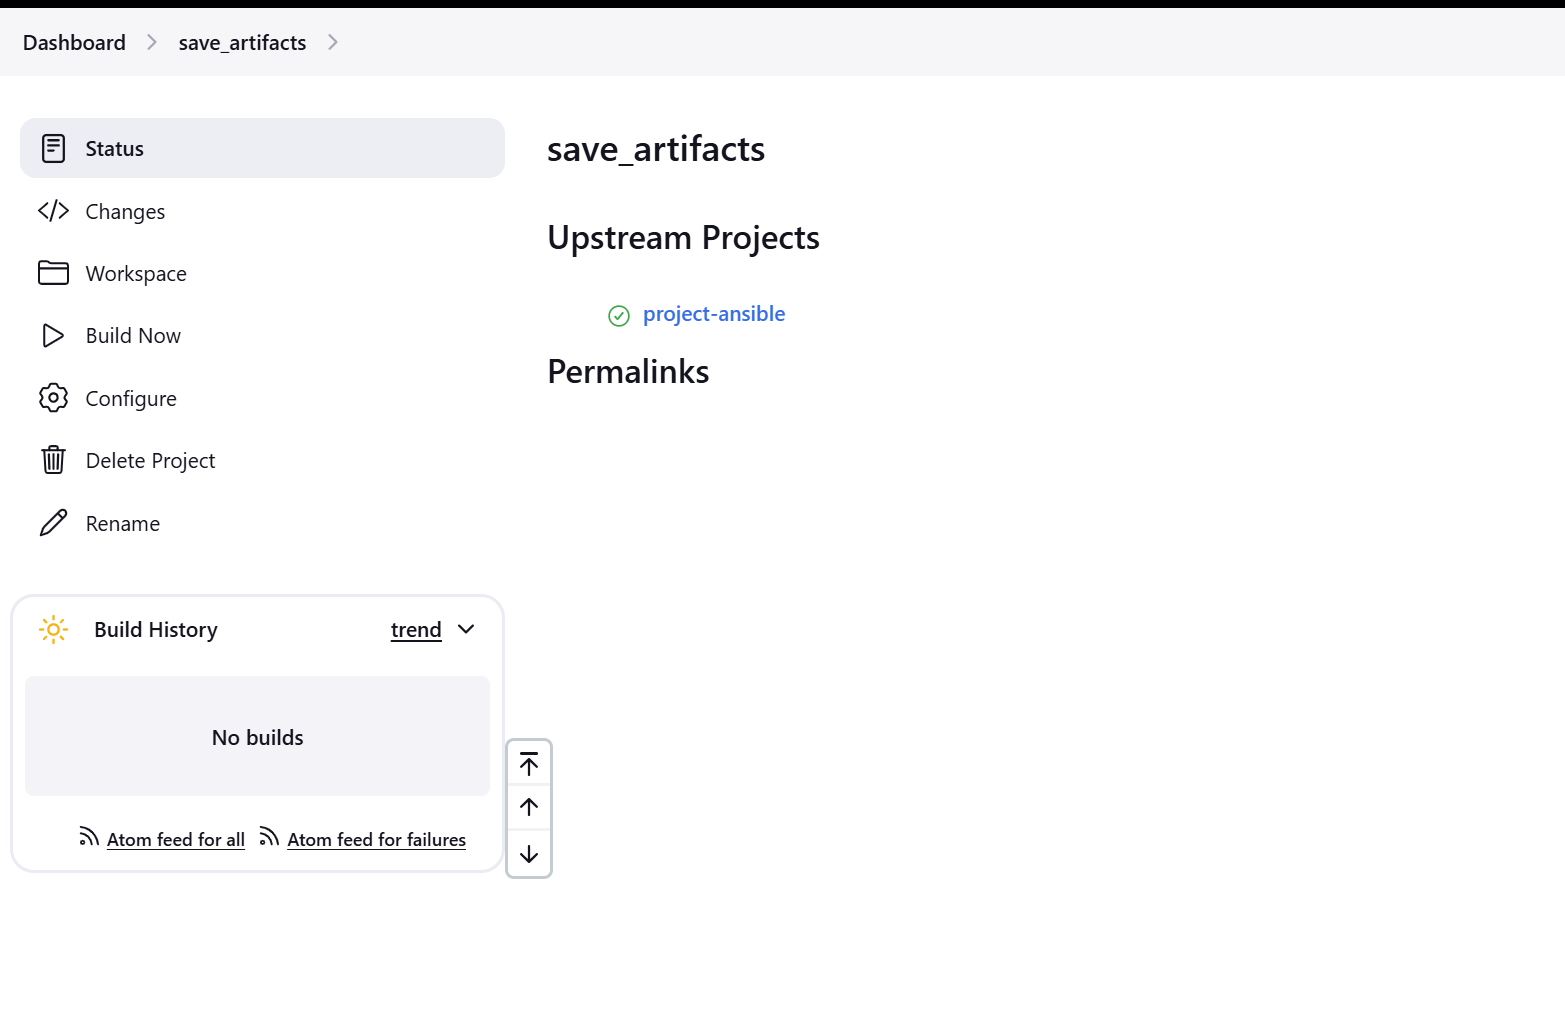 Dashboard
save_artifacts
Status
Changes
Workspace
Build Now
Configure
Delete Project
Rename
Build History
trend
No builds
Atom feed for all
Atom feed for failures
save_artifacts
Upstream Projects
project-ansible
Permalinks